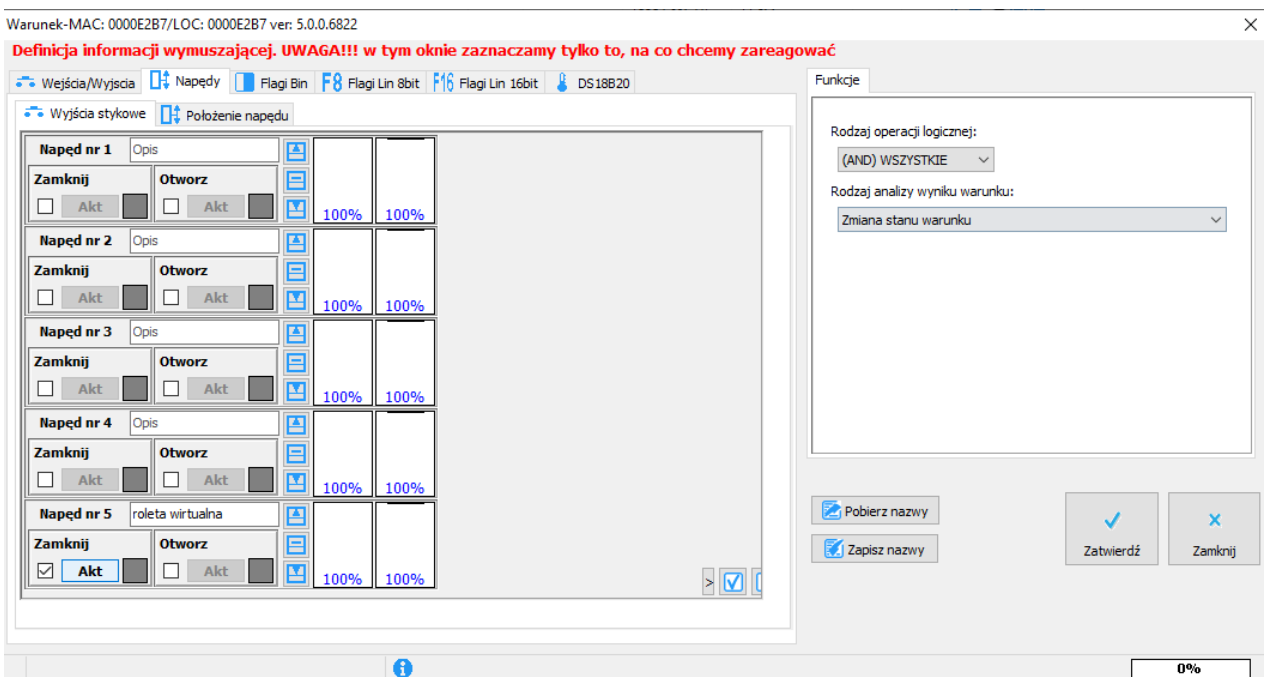 Warunek-MAC: 0000E2B7/LOC: 0000E2B7 ver: 5.0.0.6822
Definicja informacji wymuszającej. UWAGA!!! w tym oknie zaznaczamy tylko to, na co chcemy zareagować
Wejścia/Wyjscia Napędy Flagi Bin F8 Flagi Lin 8bit F16 Flagi Lin 16bit DS18B20
Wyjścia stykowe Położenie napędu
Napęd nr 1 Opis
Zamknij Otworz
Akt Akt 100% 100%
Napęd nr 2 Opis
Zamknij Otworz
Akt Akt 100% 100%
Napęd nr 3 Opis
Zamknij Otworz
Akt Akt 100% 100%
Napęd nr 4 Opis
Zamknij Otworz
Akt Akt 100% 100%
Napęd nr 5 roleta wirtualna
Zamknij Otworz
Akt Akt 100% 100%
>
Funkcje
Rodzaj operacji logicznej:
(AND) WSZYSTKIE
Rodzaj analizy wyniku warunku:
Zmiana stanu warunku
Pobierz nazwy
Zapisz nazwy
Zatwierdź Zamknij
0%